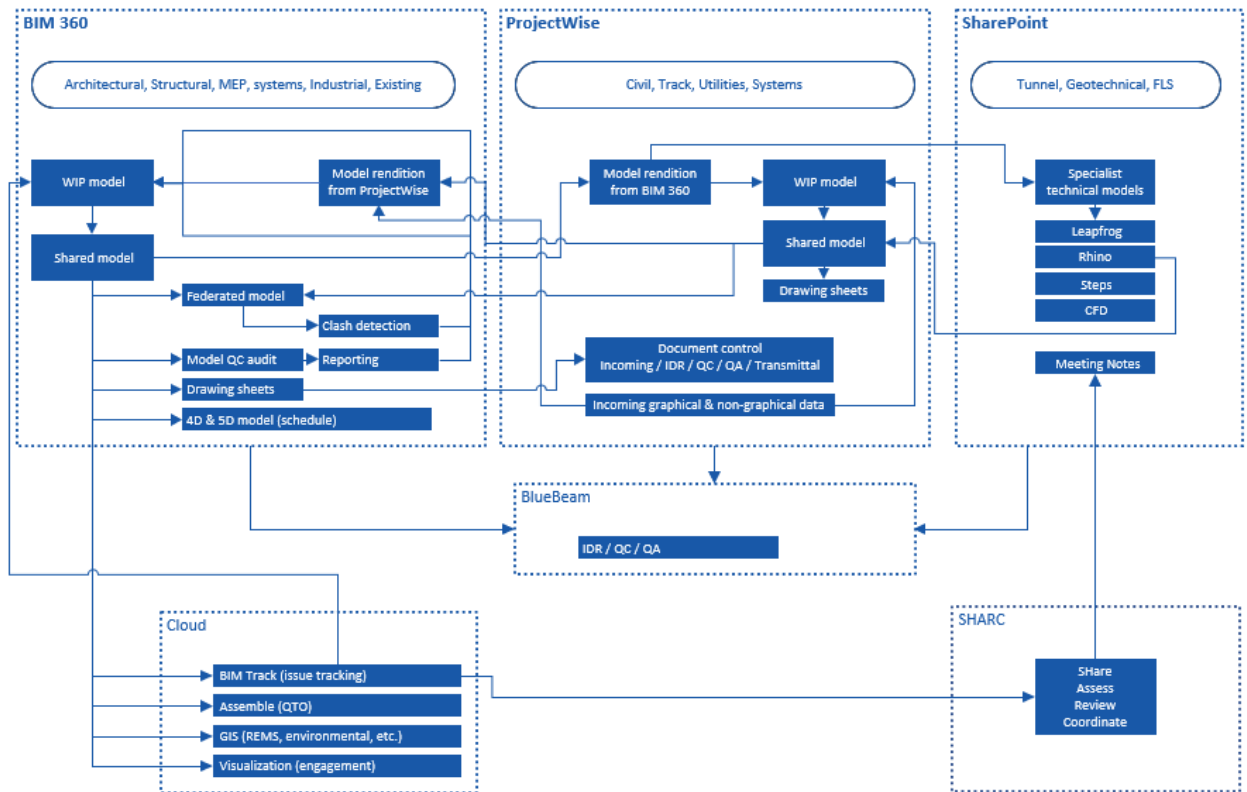 BIM 360
Architectural, Structural, MEP, systems, Industrial, Existing
WIP model
Model rendition
from ProjectWise
Shared model
Federated model
Clash detection
Model QC audit
Reporting
Drawing sheets
4D & 5D model (schedule)
ProjectWise
Civil, Track, Utilities, Systems
Model rendition
from BIM 360
WIP model
Shared model
Drawing sheets
Document control
Incoming / IDR / QC / QA / Transmittal
Incoming graphical & non-graphical data
SharePoint
Tunnel, Geotechnical, FLS
Specialist
technical models
Leapfrog
Rhino
Steps
CFD
Meeting Notes
BlueBeam
IDR / QC / QA
Cloud
BIM Track (issue tracking)
Assemble (QTO)
GIS (REMS, environmental, etc.)
Visualization (engagement)
SHARC
SHare
Assess
Review
Coordinate